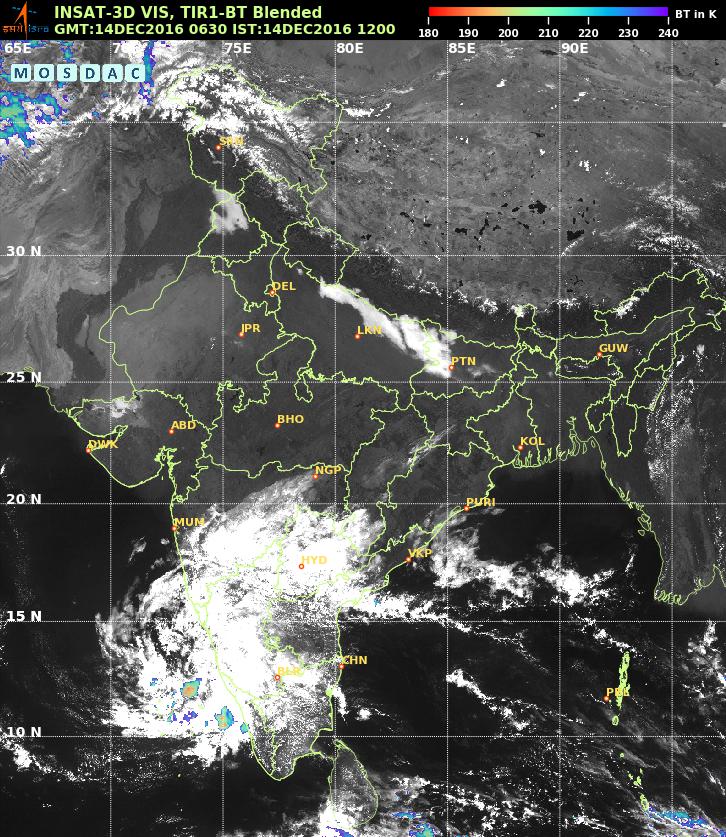 INSAT-3D VIS, TIR1-BT Blended
GMT:14DEC2016 0630 IST:14DEC2016 1200
BT in K
180 190 200 210 220 230 240
65E 70E 75E 80E 85E 90E
MOSDAC
SRN
30 N
DEL
JPR
LKN
GUW
PTN
25 N
BHO
ABD
DWK
KOL
NGP
20 N
PURI
MUM
VKP
HYD
15 N
CHN
BLR
PBL
10 N